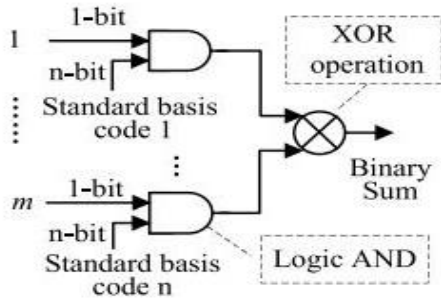 1
1-bit
n-bit
Standard basis
code 1
XOR
operation
Binary
Sum
m
1-bit
n-bit
Standard basis
code n
Logic AND